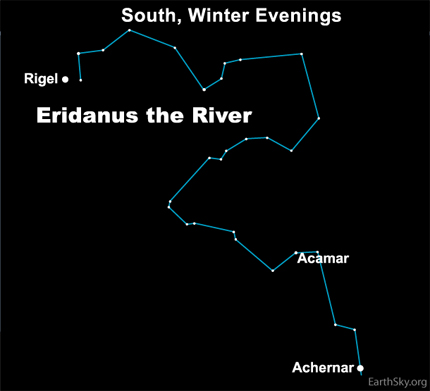 South, Winter Evenings
Rigel
Eridanus the River
Acamar
Achernar
EarthSky.org